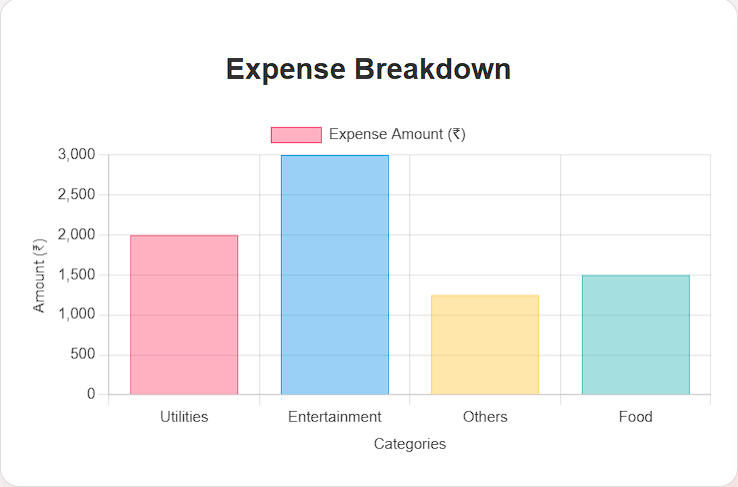 Expense Breakdown
Expense Amount (₹)
3,000
2,500
2,000
1,500
1,000
500
0
Amount (₹)
Utilities Entertainment Others Food
Categories